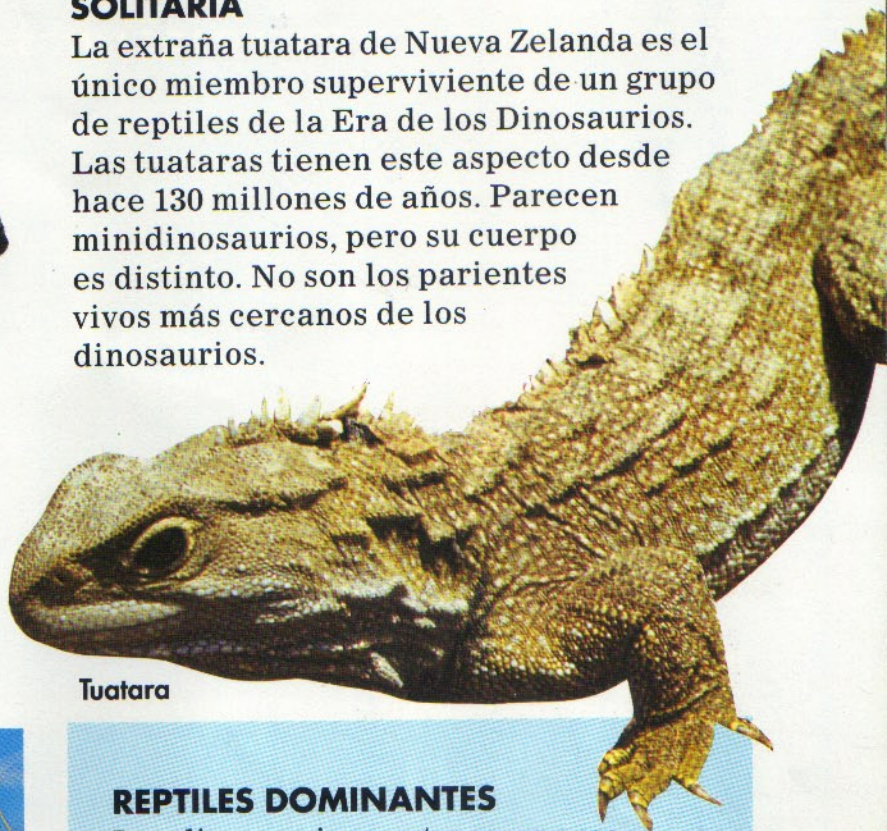 SOLITARIA
La extraña tuatara de Nueva Zelanda es el
único miembro superviviente de un grupo
de reptiles de la Era de los Dinosaurios.
Las tuataras tienen este aspecto desde
hace 130 millones de años. Parecen
minidinosaurios, pero su cuerpo
es distinto. No son los parientes
vivos más cercanos de los
dinosaurios.
Tuatara
REPTILES DOMINANTES